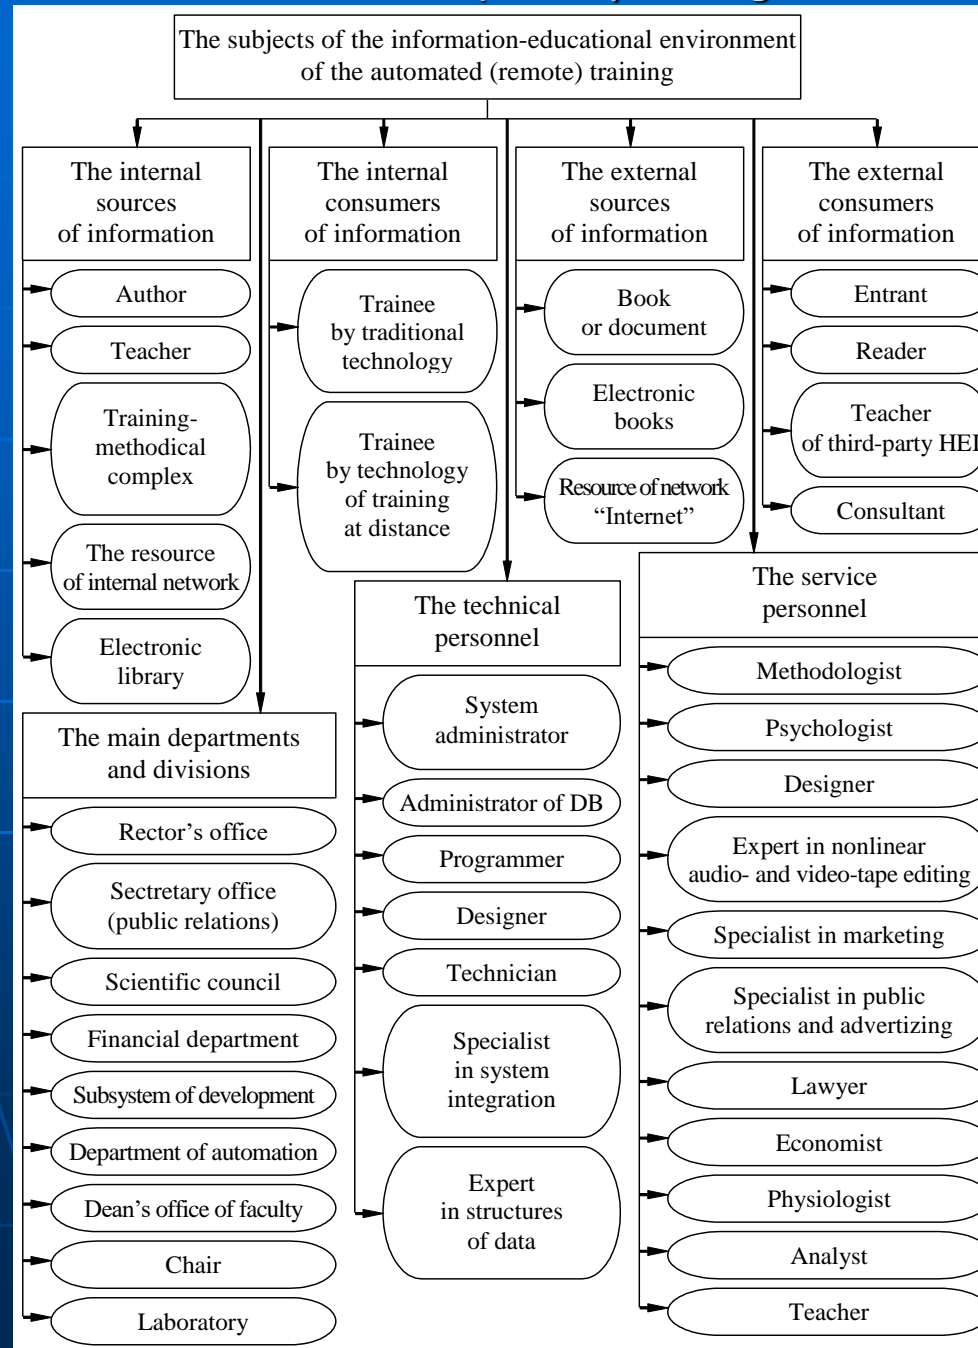 The subjects of the information-educational environment
of the automated (remote) training
The internal
sources
of information
Author
Teacher
Training-
methodical
complex
The resource
of internal network
Electronic
library
The internal
consumers
of information
Trainee
by traditional
technology
Trainee
by technology
of training
at distance
The external
sources
of information
Book
or document
Electronic
books
Resource of network
“Internet”
The external
consumers
of information
Entrant
Reader
Teacher
of third-party HEI
Consultant
The main departments
and divisions
Rector’s office
Sectretary office
(public relations)
Scientific council
Financial department
Subsystem of development
Department of automation
Dean’s office of faculty
Chair
Laboratory
The technical
personnel
System
administrator
Administrator of DB
Programmer
Designer
Technician
Specialist
in system
integration
Expert
in structures
of data
The service
personnel
Methodologist
Psychologist
Designer
Expert in nonlinear
audio- and video-tape editing
Specialist in marketing
Specialist in public
relations and advertizing
Lawyer
Economist
Physiologist
Analyst
Teacher